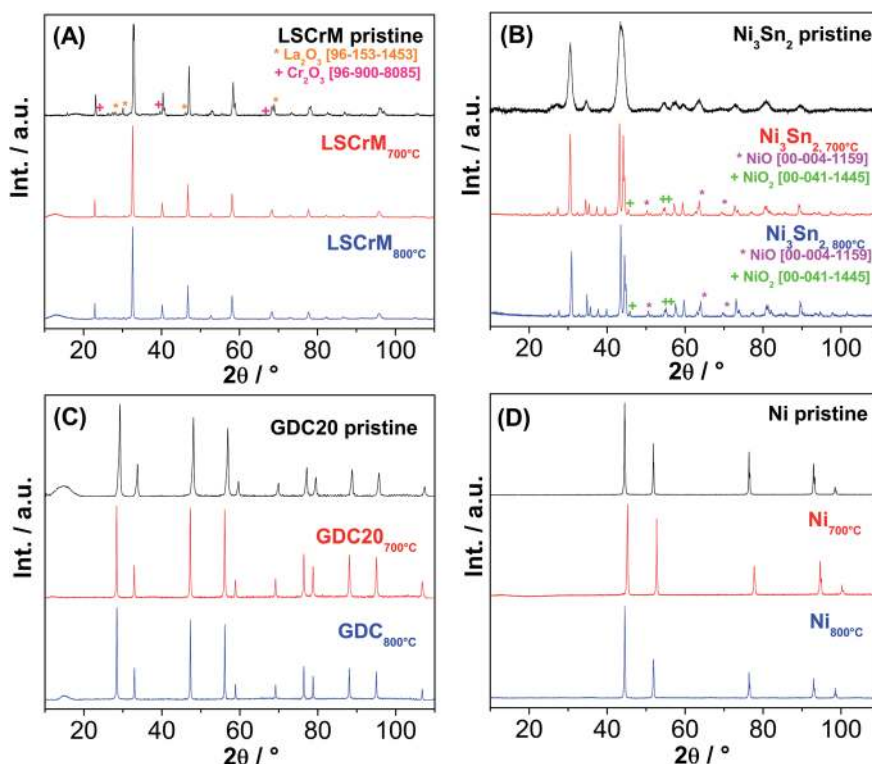 (A)
LSCrM pristine
* La₂O₃ [96-153-1453]
+ Cr₂O₃ [96-900-8085]
LSCrM₇₀₀°C
LSCrM₈₀₀°C
Int. / a.u.
20 40 60 80 100
2θ / °
(B)
Ni₃Sn₂ pristine
Ni₃Sn₂, ₇₀₀°C
* NiO [00-004-1159]
+ NiO₂ [00-041-1445]
Ni₃Sn₂, ₈₀₀°C
* NiO [00-004-1159]
+ NiO₂ [00-041-1445]
Int. / a.u.
20 40 60 80 100
2θ / °
(C)
GDC20 pristine
GDC20₇₀₀°C
GDC₈₀₀°C
Int. / a.u.
20 40 60 80 100
2θ / °
(D)
Ni pristine
Ni₇₀₀°C
Ni₈₀₀°C
Int. / a.u.
20 40 60 80 100
2θ / °